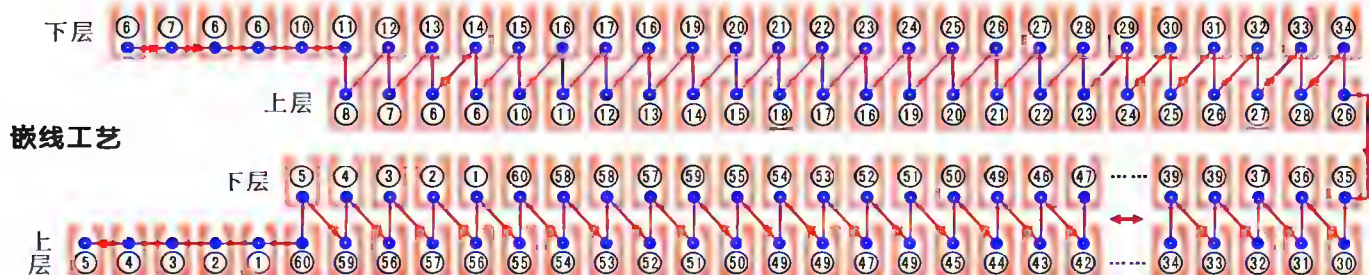 下层 ⑥ ⑦ ⑥ ⑥ ⑩ ⑪ ⑫ ⑬ ⑭ ⑮ ⑯ ⑰ ⑯ ⑲ ⑳ ㉑ ㉒ ㉓ ㉔ ㉕ ㉖ ㉗ ㉘ ㉙ ㉚ ㉛ ㉜ ㉝ ㉞
上层 ⑧ ⑦ ⑥ ⑥ ⑩ ⑪ ⑫ ⑬ ⑭ ⑮ ⑱ ⑰ ⑯ ⑲ ⑳ ㉑ ㉒ ㉓ ㉔ ㉕ ㉖ ㉗ ㉘ ㉖
嵌线工艺
下层 ⑤ ④ ③ ② ① 60 58 58 57 59 55 54 53 52 51 ㊿ ㊾ ㊻ ㊼ …… ㊴ ㊴ ㊲ ㊱ ㉟
上层 ⑤ ④ ③ ② ① 60 59 56 57 56 55 54 53 52 51 ㊿ ㊾ ㊾ ㊼ ㊾ ㊺ ㊹ ㊸ ㊷ …… ㉞ ㉝ ㉜ ㉛ ㉚